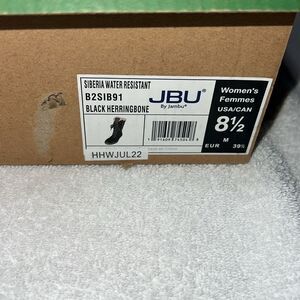 SIBERIA WATER RESISTANT
B2SIB91
BLACK HERRINGBONE
JBU®
By Jambu®
HHWJUL22
Women's
Femmes
USA/CAN
8½
M
EUR 39½